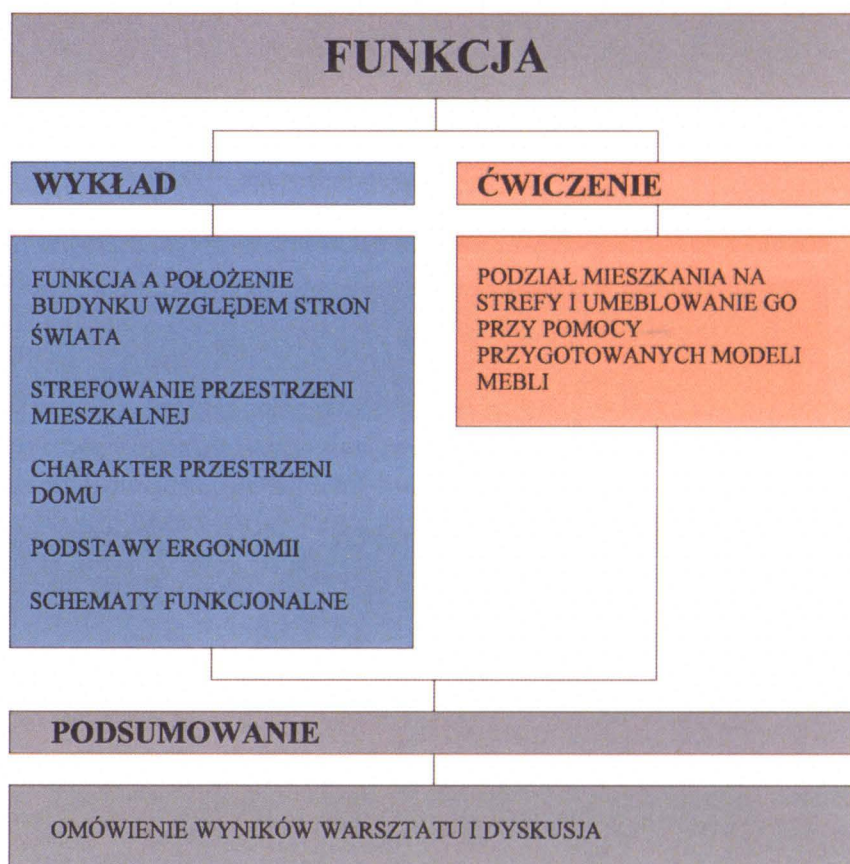 FUNKCJA
WYKŁAD
FUNKCJA A POŁOŻENIE
BUDYNKU WZGLĘDEM STRON
ŚWIATA
STREFOWANIE PRZESTRZENI
MIESZKALNEJ
CHARAKTER PRZESTRZENI
DOMU
PODSTAWY ERGONOMII
SCHEMATY FUNKCJONALNE
ĆWICZENIE
PODZIAŁ MIESZKANIA NA
STREFY I UMEBLOWANIE GO
PRZY POMOCY
PRZYGOTOWANYCH MODELI
MEBLI
PODSUMOWANIE
OMÓWIENIE WYNIKÓW WARSZTATU I DYSKUSJA